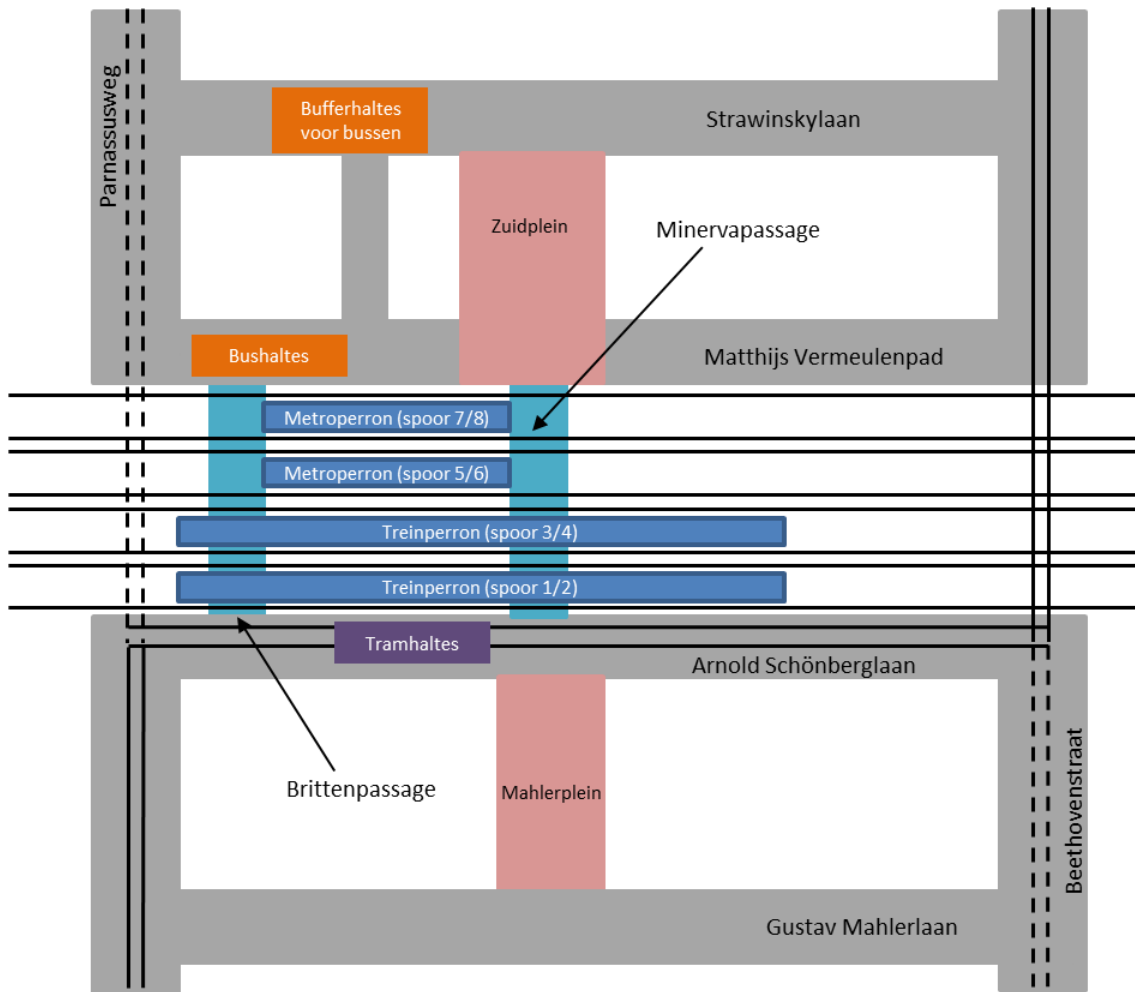 Parnassusweg
Bufferhaltes
voor bussen
Strawinskylaan
Zuidplein
Minervapassage
Bushaltes
Matthijs Vermeulenpad
Metroperron (spoor 7/8)
Metroperron (spoor 5/6)
Treinperron (spoor 3/4)
Treinperron (spoor 1/2)
Tramhaltes
Arnold Schönberglaan
Brittenpassage
Mahlerplein
Beethovenstraat
Gustav Mahlerlaan